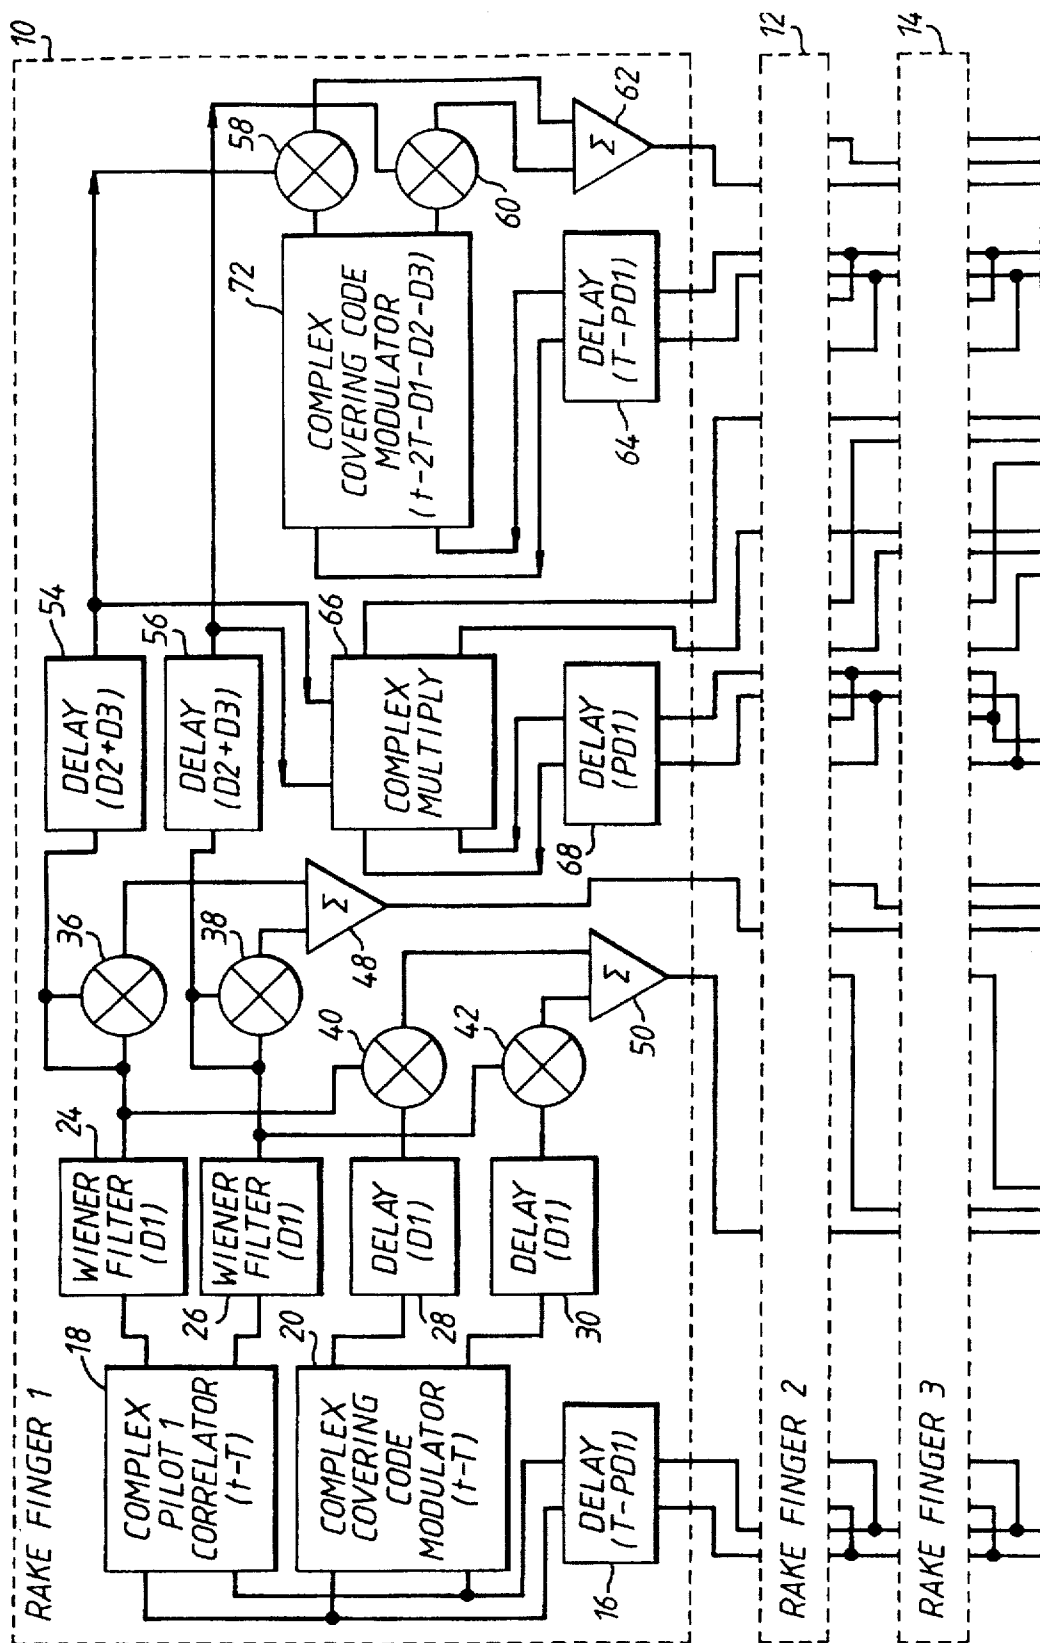 RAKE FINGER 1
10
COMPLEX
PILOT 1
CORRELATOR
(t-T)
18
WIENER
FILTER
(D1)
24
36
DELAY
(D2+D3)
54
58
WIENER
FILTER
(D1)
26
38
DELAY
(D2+D3)
56
60
COMPLEX
COVERING
CODE
MODULATOR
(t-T)
20
DELAY
(D1)
28
40
Σ
48
COMPLEX
MULTIPLY
66
COMPLEX
COVERING CODE
MODULATOR
(t-2T-D1-D2-D3)
72
DELAY
(D1)
30
42
Σ
50
DELAY
(T-PD1)
16
DELAY
(PD1)
68
DELAY
(T-PD1)
64
Σ
62
RAKE FINGER 2
12
RAKE FINGER 3
14